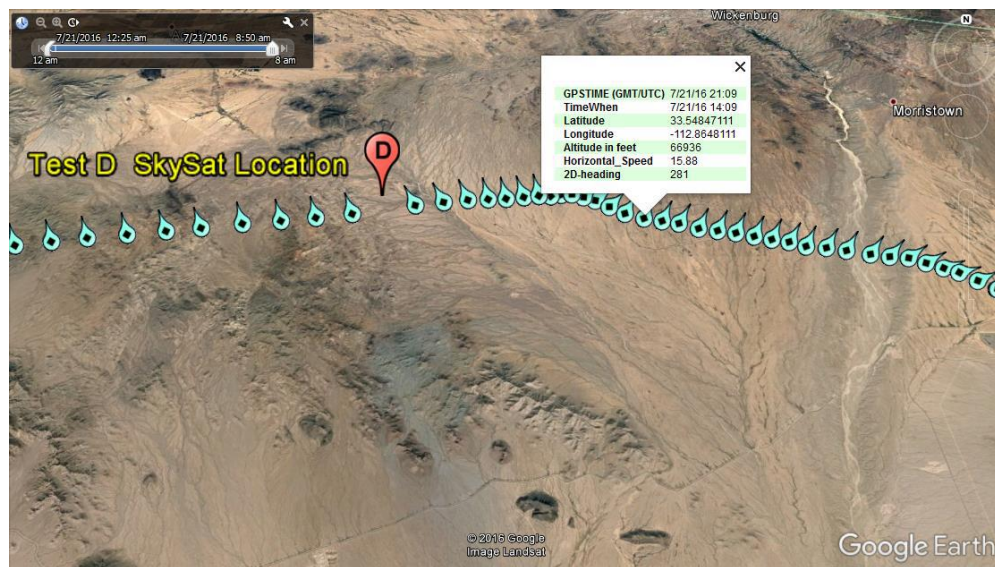 7/21/2016 12:25 am 7/21/2016 8:50 am
12 am 8 am
Wickenburg
N
GPSTIME (GMT/UTC) 7/21/16 21:09
TimeWhen 7/21/16 14:09
Latitude 33.54847111
Longitude -112.8648111
Altitude in feet 66936
Horizontal_Speed 15.88
2D-heading 281
Morristown
D
Test D SkySat Location
© 2016 Google
Image Landsat
Google Earth